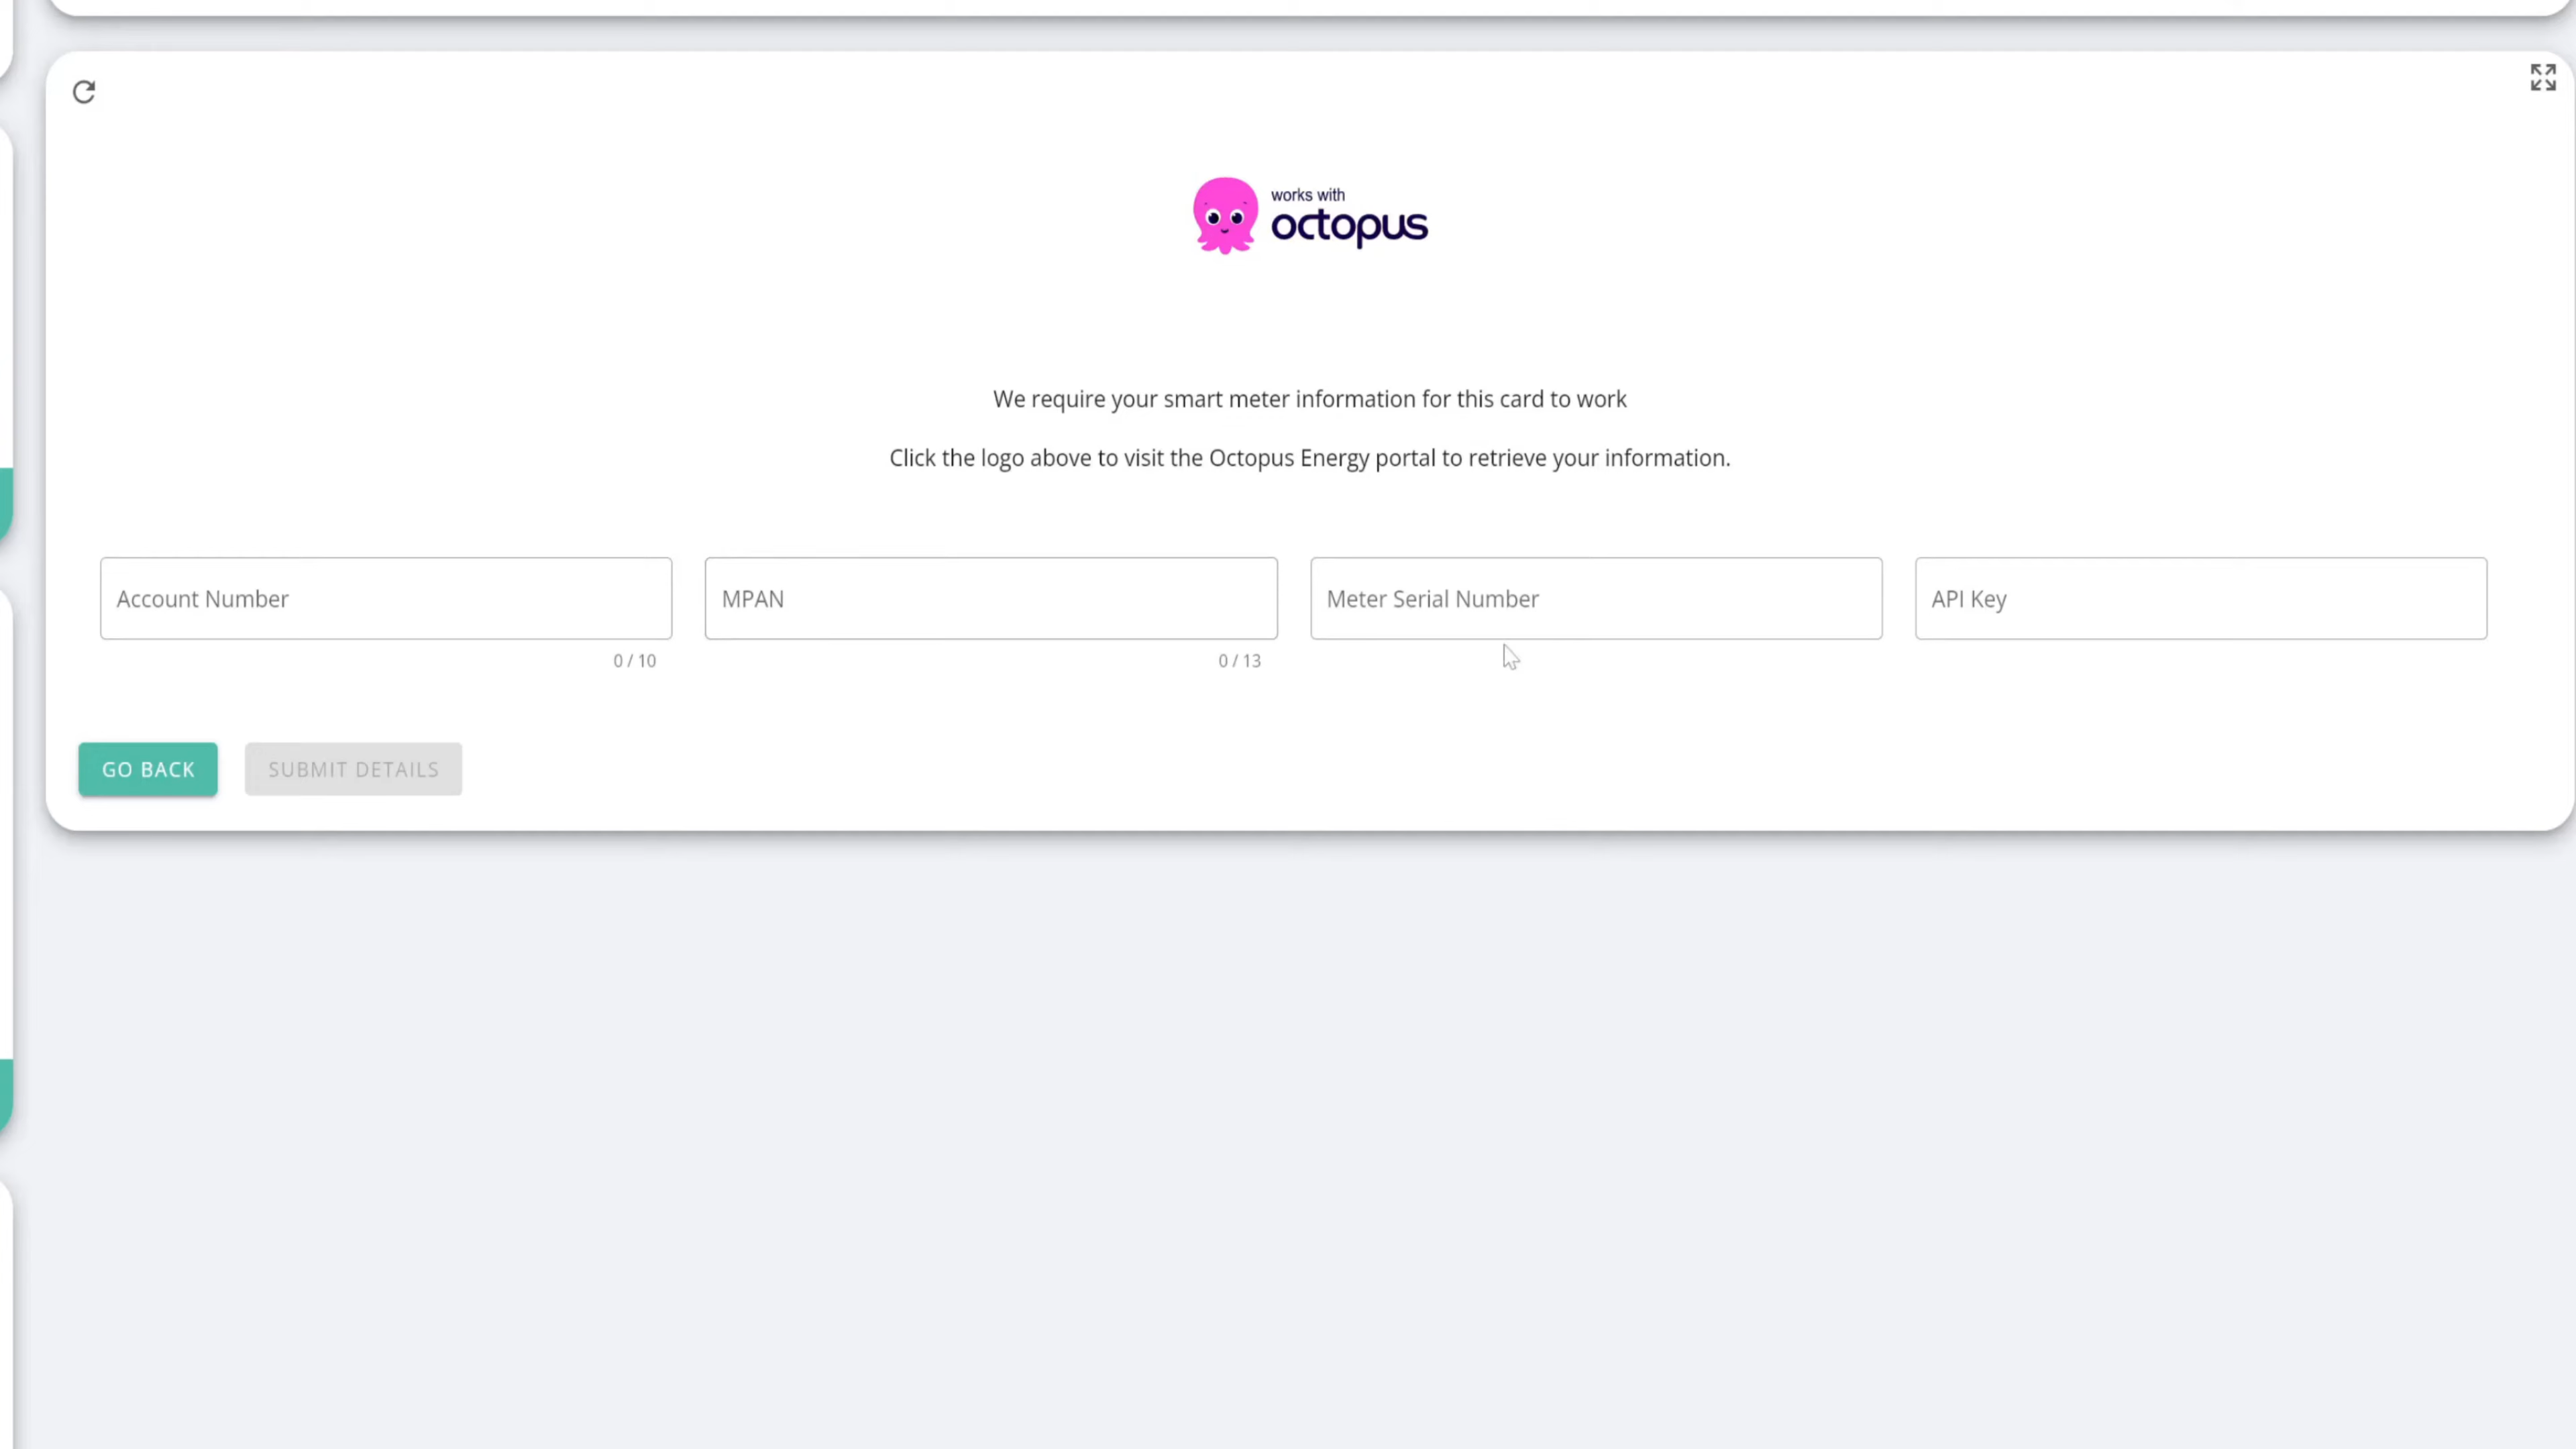 works with
octopus
We require your smart meter information for this card to work
Click the logo above to visit the Octopus Energy portal to retrieve your information.
Account Number
MPAN
Meter Serial Number
API Key
0 / 10
0 / 13
GO BACK
SUBMIT DETAILS